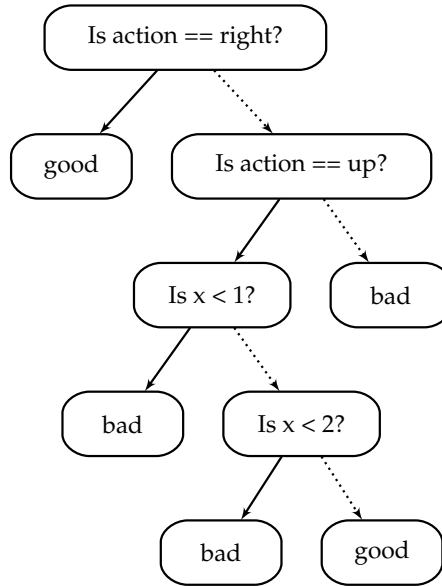 Is action == right?
good
Is action == up?
Is x < 1?
bad
bad
Is x < 2?
bad
good